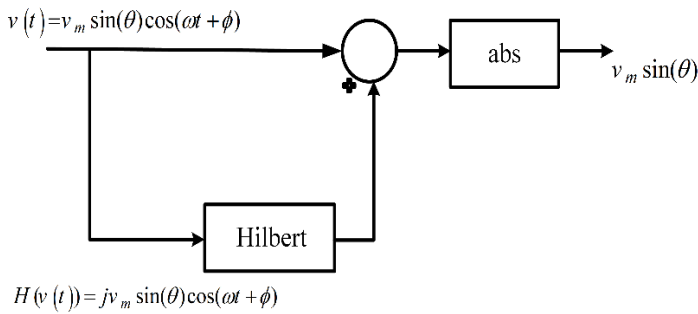 v(t)=v_m sin(θ)cos(ωt+ϕ)
abs
v_m sin(θ)
Hilbert
H(v(t))=jv_m sin(θ)cos(ωt+ϕ)